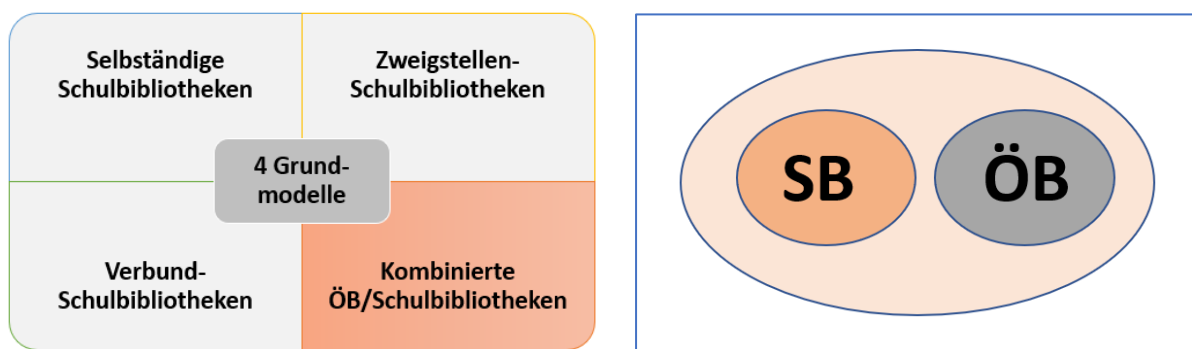 Selbständige
Schulbibliotheken
Zweigstellen-
Schulbibliotheken
4 Grund-
modelle
Verbund-
Schulbibliotheken
Kombinierte
ÖB/Schulbibliotheken
SB
ÖB